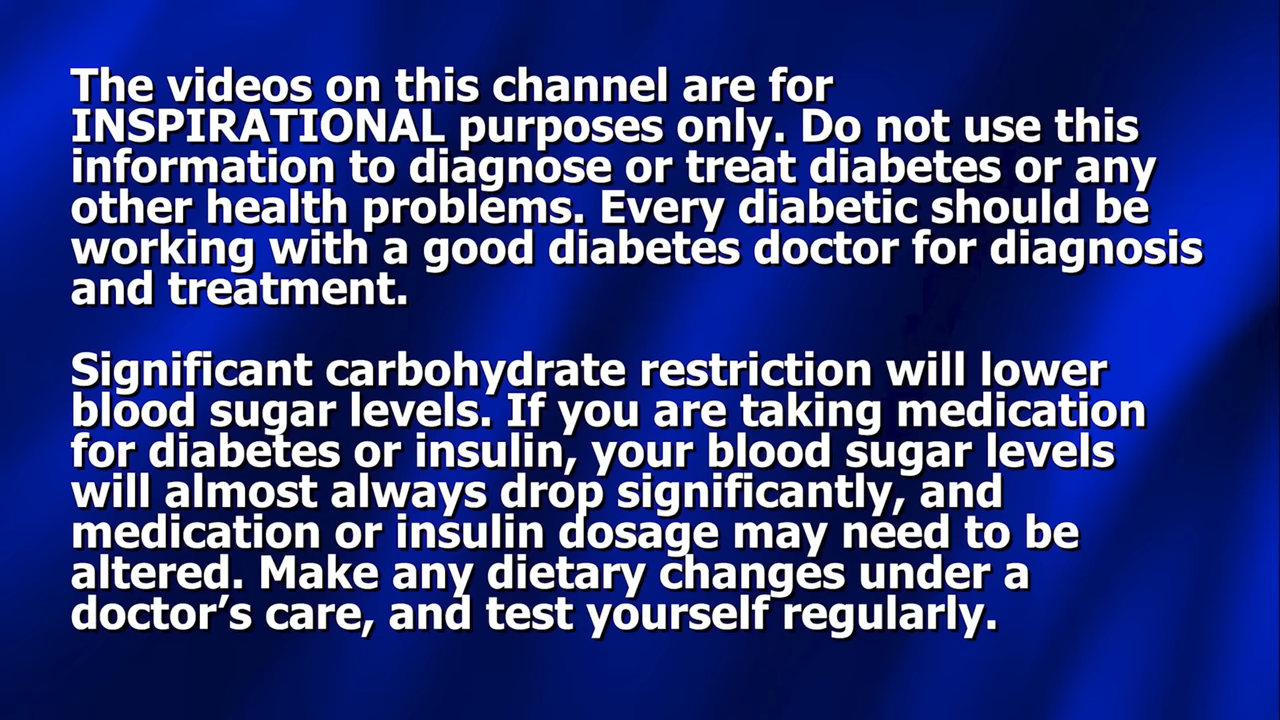 The videos on this channel are for
INSPIRATIONAL purposes only. Do not use this
information to diagnose or treat diabetes or any
other health problems. Every diabetic should be
working with a good diabetes doctor for diagnosis
and treatment.
Significant carbohydrate restriction will lower
blood sugar levels. If you are taking medication
for diabetes or insulin, your blood sugar levels
will almost always drop significantly, and
medication or insulin dosage may need to be
altered. Make any dietary changes under a
doctor’s care, and test yourself regularly.